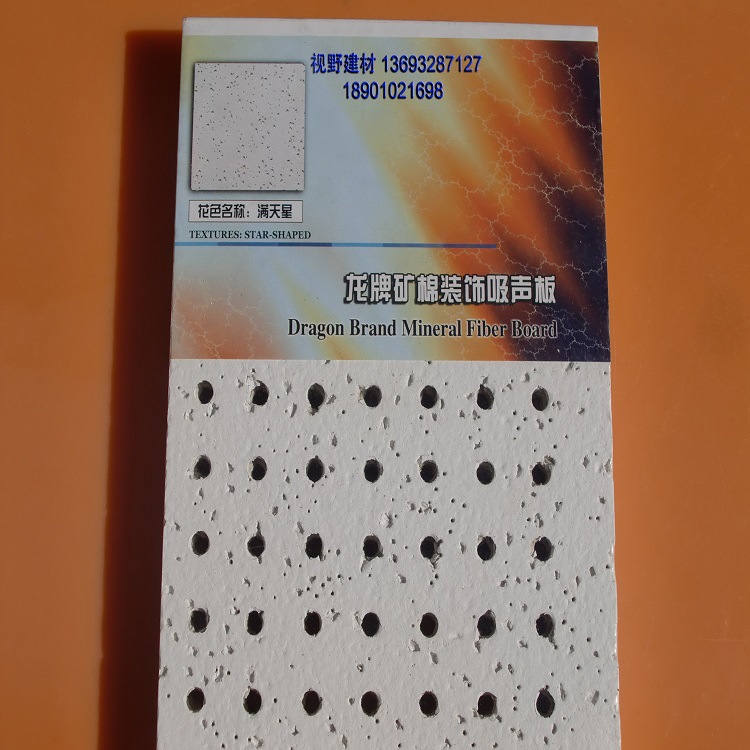 视野建材 13693287127
18901021698
花色名称：满天星
TEXTURES: STAR-SHAPED
龙牌矿棉装饰吸声板
Dragon Brand Mineral Fiber Board